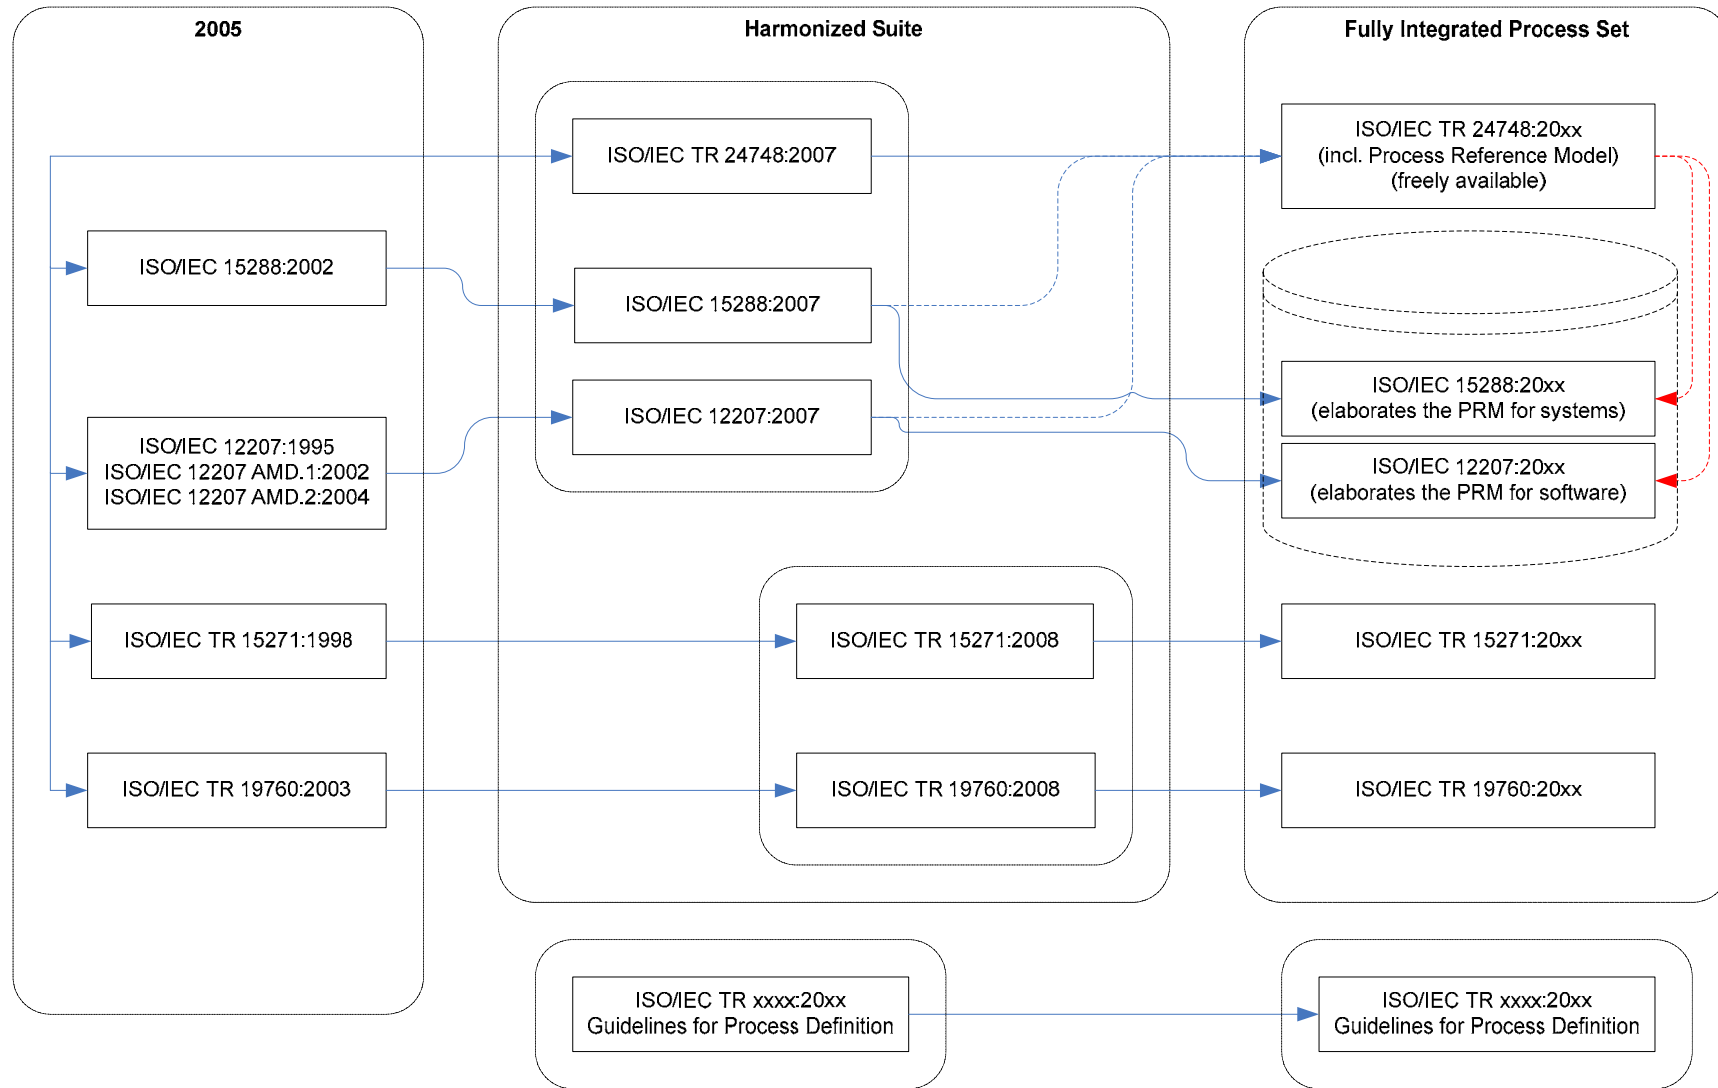 2005
ISO/IEC 15288:2002
ISO/IEC 12207:1995
ISO/IEC 12207 AMD.1:2002
ISO/IEC 12207 AMD.2:2004
ISO/IEC TR 15271:1998
ISO/IEC TR 19760:2003
Harmonized Suite
ISO/IEC TR 24748:2007
ISO/IEC 15288:2007
ISO/IEC 12207:2007
ISO/IEC TR 15271:2008
ISO/IEC TR 19760:2008
ISO/IEC TR xxxx:20xx
Guidelines for Process Definition
Fully Integrated Process Set
ISO/IEC TR 24748:20xx
(incl. Process Reference Model)
(freely available)
ISO/IEC 15288:20xx
(elaborates the PRM for systems)
ISO/IEC 12207:20xx
(elaborates the PRM for software)
ISO/IEC TR 15271:20xx
ISO/IEC TR 19760:20xx
ISO/IEC TR xxxx:20xx
Guidelines for Process Definition